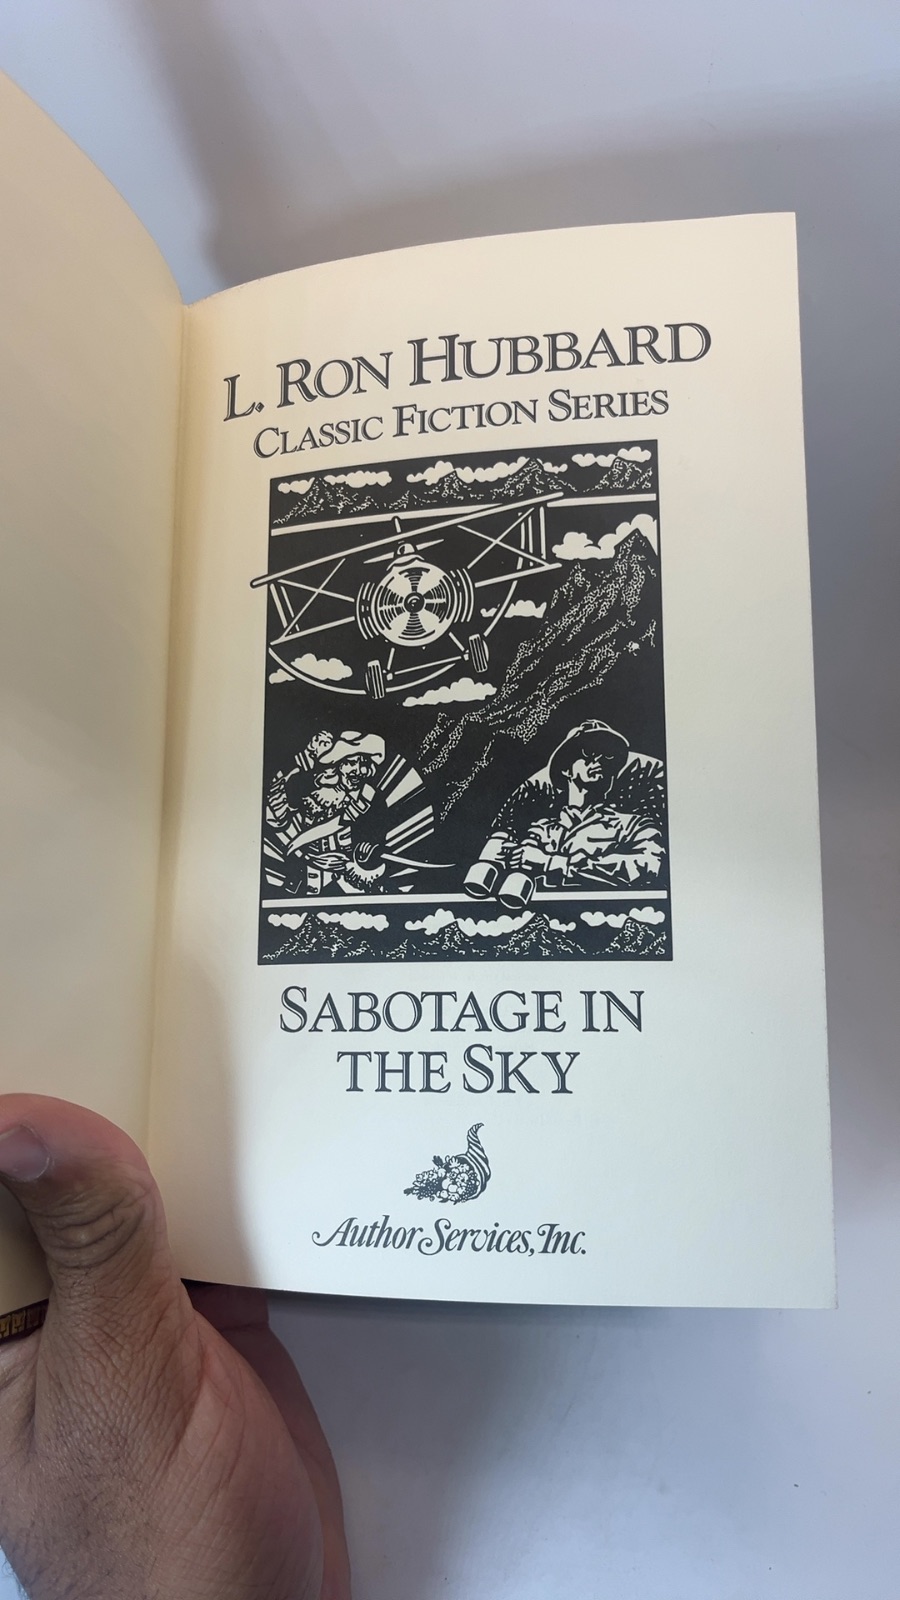 L. RON HUBBARD
CLASSIC FICTION SERIES
SABOTAGE IN
THE SKY
Author Services, Inc.